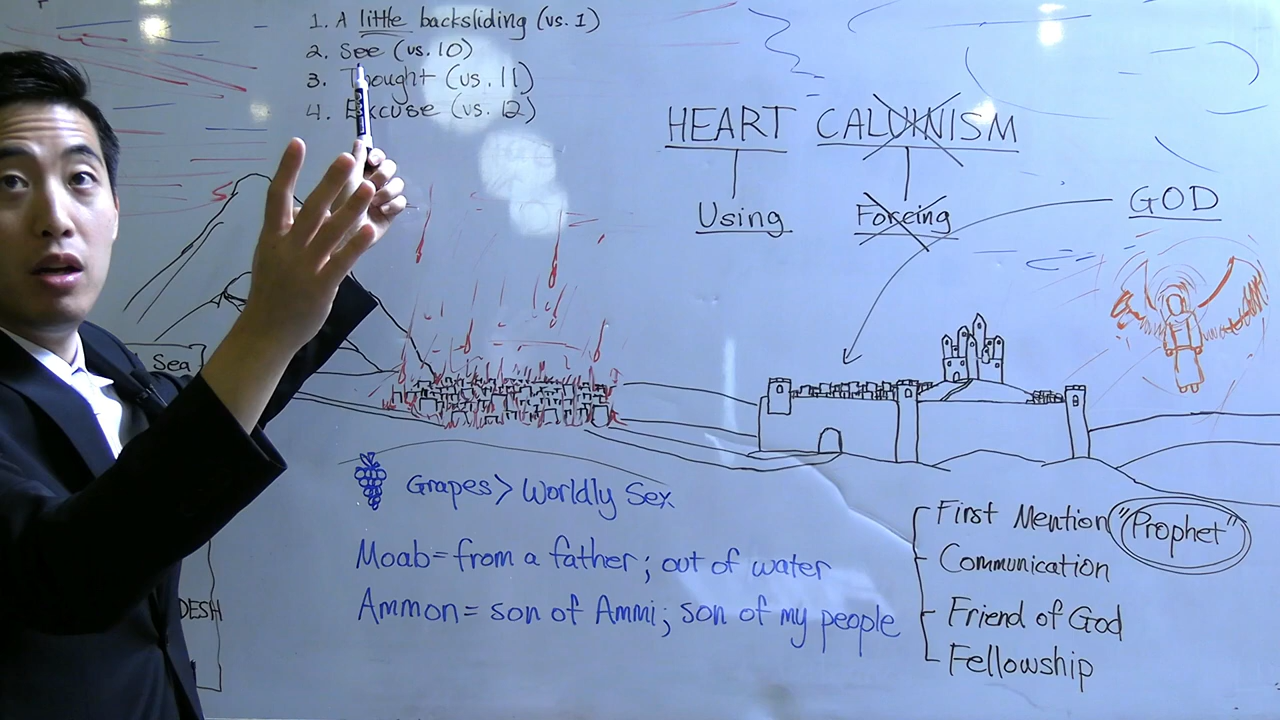 1. A little backsliding (vs. 1)
2. See (vs. 10)
3. Thought (vs. 11)
4. Excuse (vs. 12)
HEART CALVINISM
Using Forcing
GOD
Sea
Grapes > Worldly Sex
Moab = from a father; out of water
Ammon = son of Ammi; son of my people
First Mention "Prophet"
Communication
Friend of God
Fellowship
DESH